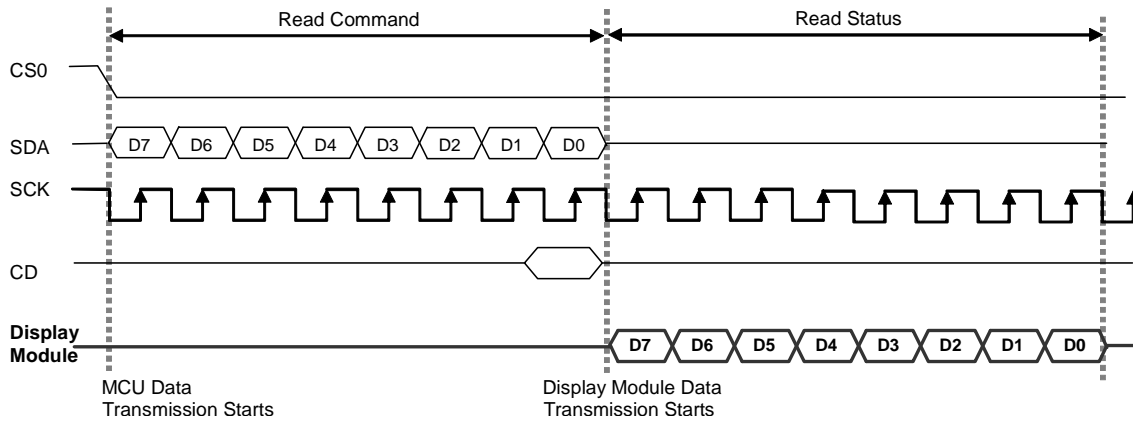 Read Command
Read Status
CS0
SDA
D7 D6 D5 D4 D3 D2 D1 D0
SCK
CD
Display
Module
D7 D6 D5 D4 D3 D2 D1 D0
MCU Data
Transmission Starts
Display Module Data
Transmission Starts